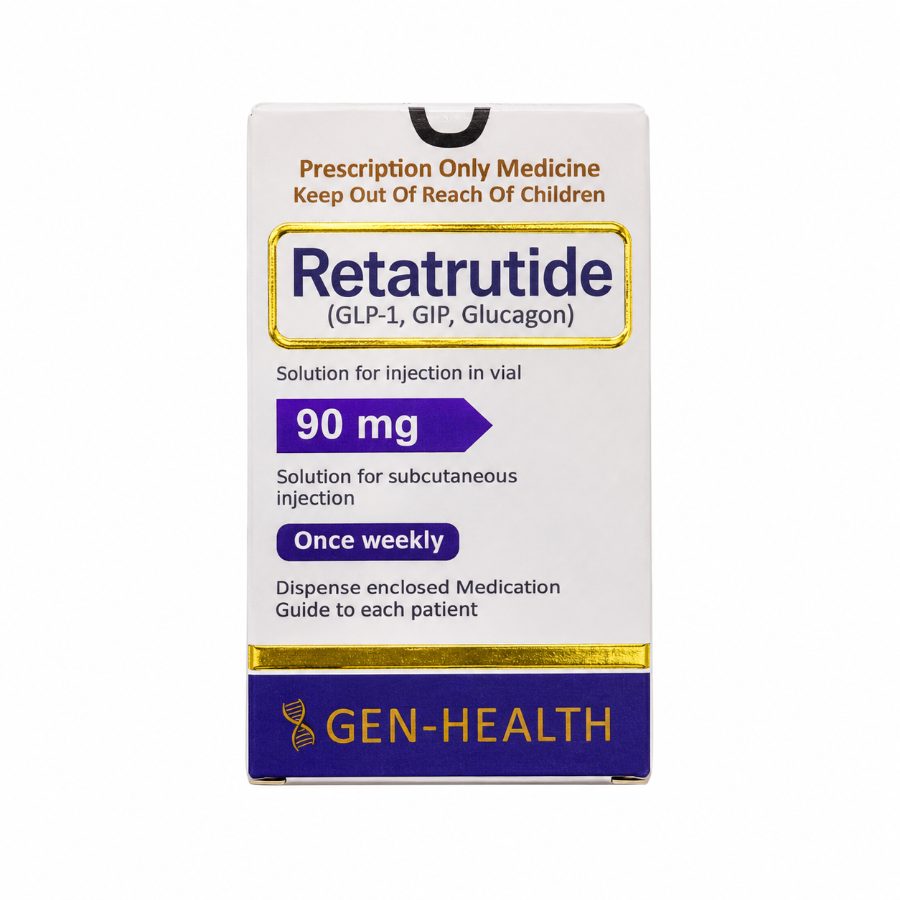 Prescription Only Medicine
Keep Out Of Reach Of Children
Retatrutide
(GLP-1, GIP, Glucagon)
Solution for injection in vial
90 mg
Solution for subcutaneous
injection
Once weekly
Dispense enclosed Medication
Guide to each patient
GEN-HEALTH